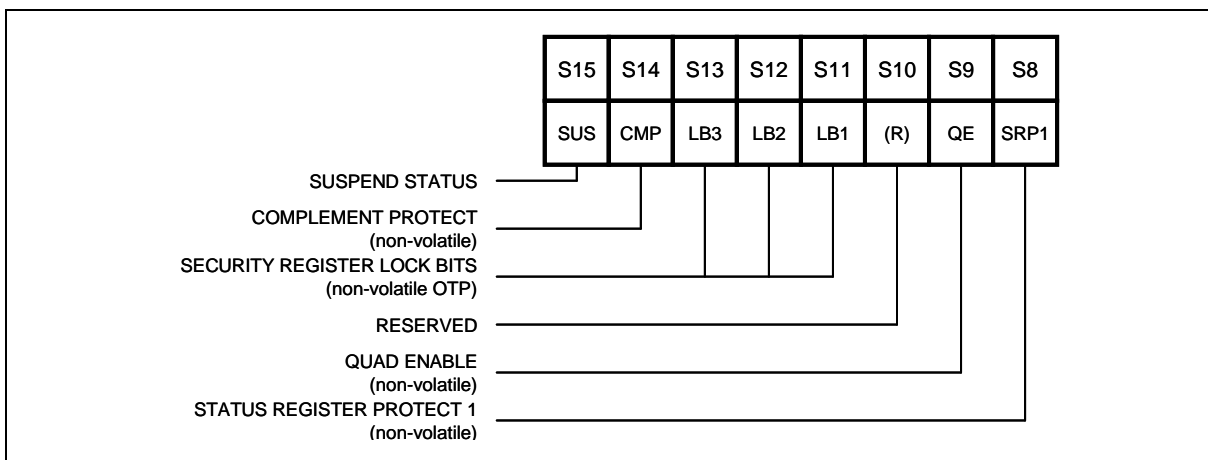 S15 S14 S13 S12 S11 S10 S9 S8
SUS CMP LB3 LB2 LB1 (R) QE SRP1
SUSPEND STATUS
COMPLEMENT PROTECT
(non-volatile)
SECURITY REGISTER LOCK BITS
(non-volatile OTP)
RESERVED
QUAD ENABLE
(non-volatile)
STATUS REGISTER PROTECT 1
(non-volatile)